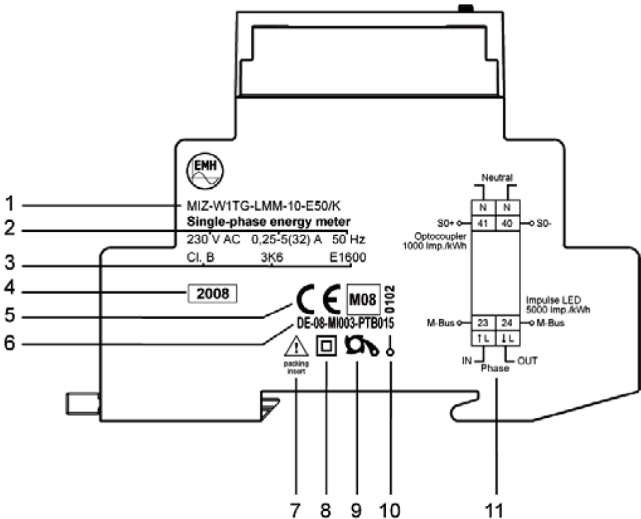 EMH
1
MIZ-W1TG-LMM-10-E50/K
2
Single-phase energy meter
230 V AC 0,25-5(32) A 50 Hz
3
Cl. B 3K6 E1600
4
2008
5
CE M08 0102
6
DE-08-MI003-PTB015
packing
insert
Neutral
N N
S0+ 41 40 S0-
Optocoupler
1000 Imp./kWh
Impulse LED
5000 Imp./kWh
M-Bus 23 24 M-Bus
↑L ↓L
IN OUT
Phase
7 8 9 10 11